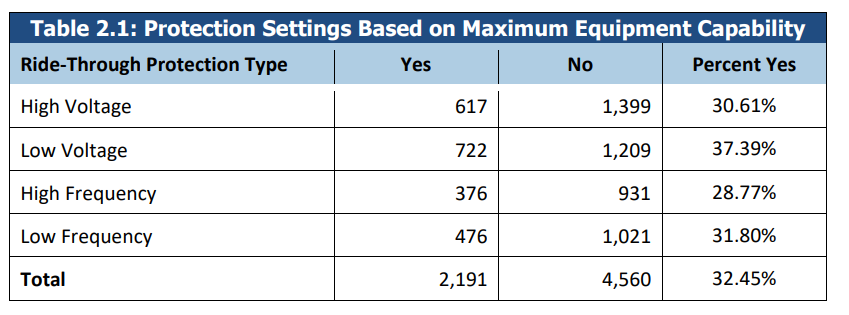 Table 2.1: Protection Settings Based on Maximum Equipment Capability
Ride-Through Protection Type Yes No Percent Yes
High Voltage 617 1,399 30.61%
Low Voltage 722 1,209 37.39%
High Frequency 376 931 28.77%
Low Frequency 476 1,021 31.80%
Total 2,191 4,560 32.45%